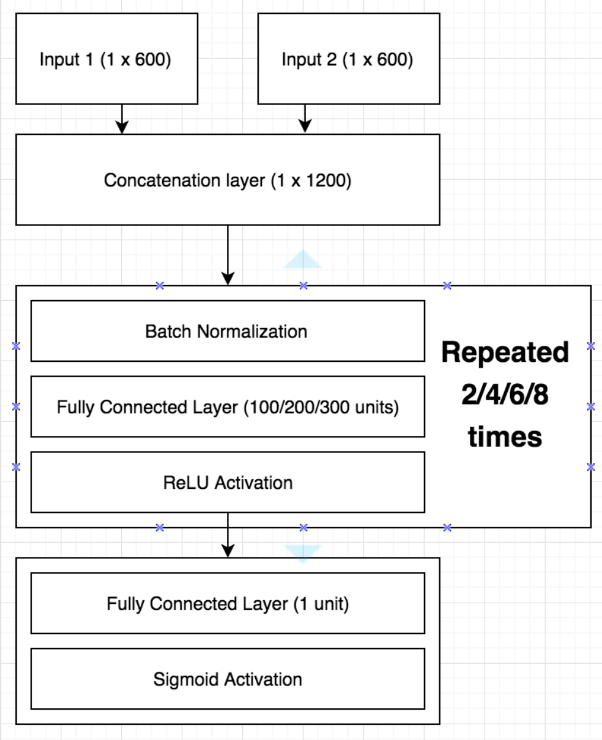 Input 1 (1 x 600)
Input 2 (1 x 600)
Concatenation layer (1 x 1200)
Batch Normalization
Fully Connected Layer (100/200/300 units)
ReLU Activation
Repeated
2/4/6/8
times
Fully Connected Layer (1 unit)
Sigmoid Activation